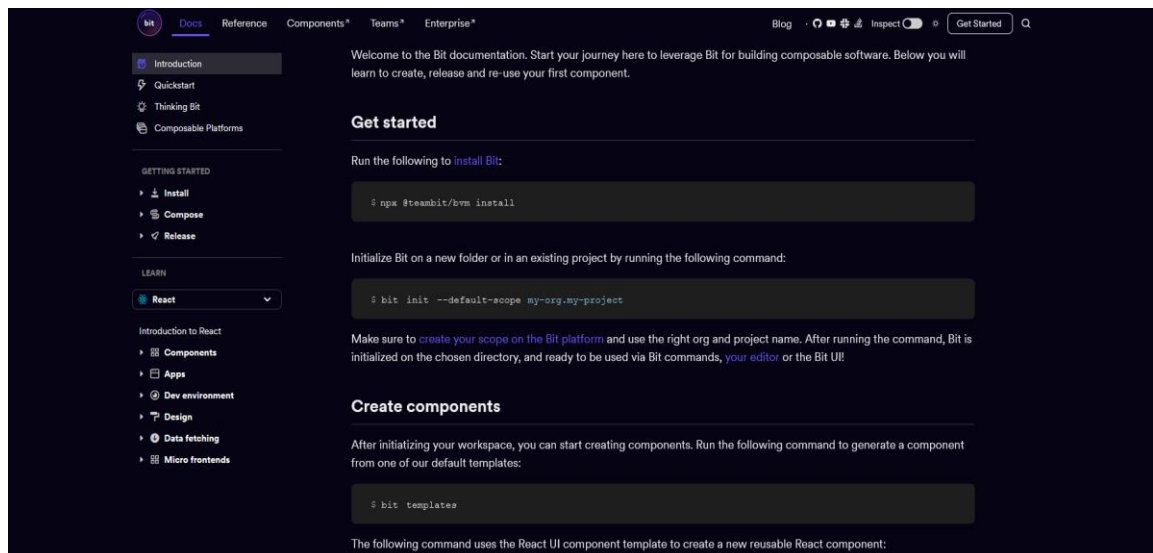 bit Docs Reference Components Teams Enterprise Blog Inspect Get Started
Introduction
Quickstart
Thinking Bit
Composable Platforms
GETTING STARTED
Install
Compose
Release
LEARN
React
Introduction to React
Components
Apps
Dev environment
Design
Data fetching
Micro frontends
Welcome to the Bit documentation. Start your journey here to leverage Bit for building composable software. Below you will
learn to create, release and re-use your first component.
Get started
Run the following to install Bit:
$ npx @teambit/bvm install
Initialize Bit on a new folder or in an existing project by running the following command:
$ bit init --default-scope my-org.my-project
Make sure to create your scope on the Bit platform and use the right org and project name. After running the command, Bit is
initialized on the chosen directory, and ready to be used via Bit commands, your editor or the Bit UI!
Create components
After initiatizing your workspace, you can start creating components. Run the following command to generate a component
from one of our default templates:
$ bit templates
The following command uses the React UI component template to create a new reusable React component: